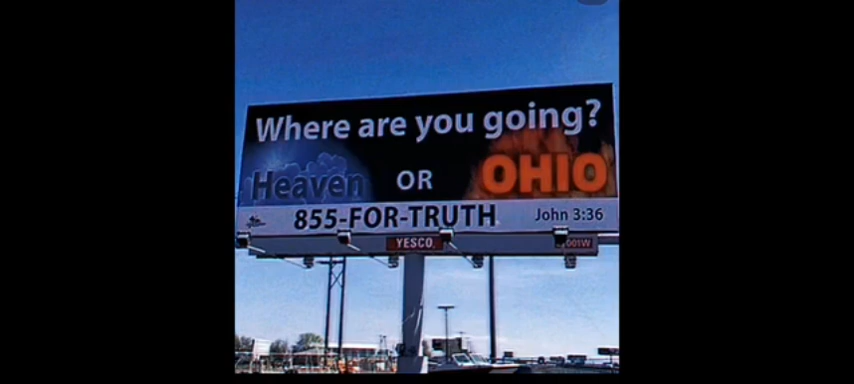 Where are you going?
Heaven OR OHIO
855-FOR-TRUTH John 3:36
YESCO